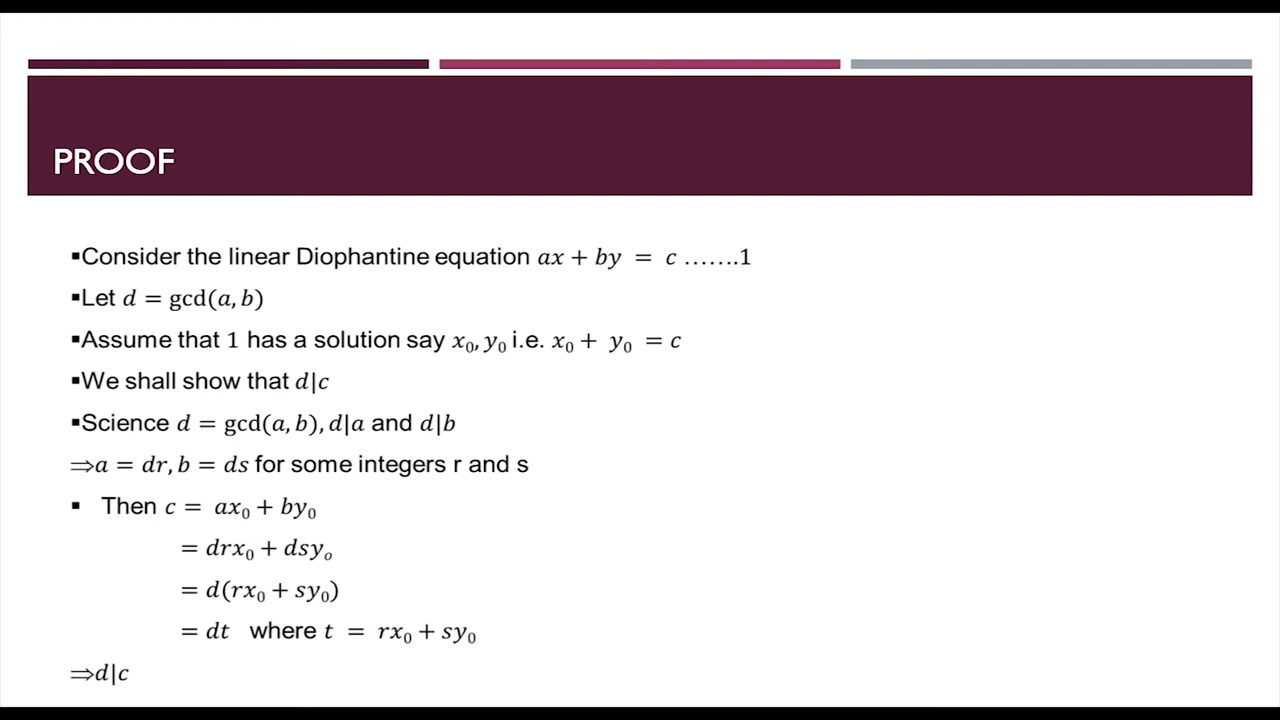 PROOF
▪Consider the linear Diophantine equation 𝑎𝑥 + 𝑏𝑦 = 𝑐 …….1
▪Let 𝑑 = gcd(𝑎, 𝑏)
▪Assume that 1 has a solution say 𝑥₀, 𝑦₀ i.e. 𝑥₀ + 𝑦₀ = 𝑐
▪We shall show that 𝑑|𝑐
▪Science 𝑑 = gcd(𝑎, 𝑏), 𝑑|𝑎 and 𝑑|𝑏
⟹𝑎 = 𝑑𝑟, 𝑏 = 𝑑𝑠 for some integers r and s
▪ Then 𝑐 = 𝑎𝑥₀ + 𝑏𝑦₀
= 𝑑𝑟𝑥₀ + 𝑑𝑠𝑦ₒ
= 𝑑(𝑟𝑥₀ + 𝑠𝑦₀)
= 𝑑𝑡 where 𝑡 = 𝑟𝑥₀ + 𝑠𝑦₀
⟹𝑑|𝑐